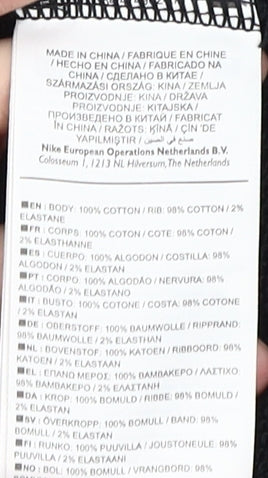 MADE IN CHINA / FABRIQUE EN CHINE
/ HECHO EN CHINA / FABRICADO NA
CHINA / СДЕЛАНО В КИТАЕ /
SZÁRMAZÁSI ORSZÁG: KINA / ZEMLJA
PROIZVODNJE: KINA / DRŽAVA
PROIZVODNJE: KITAJSKA /
ПРОИЗВЕДЕНО В КИТАЙ / FABRICAT
ÎN CHINA / RAŽOTS: ĶĪNĀ / ÇİN 'DE
YAPILMIŞTIR / صنع في الصين
Nike European Operations Netherlands B.V.
Colosseum 1, 1213 NL Hilversum, The Netherlands
EN: BODY: 100% COTTON / RIB: 98% COTTON / 2%
ELASTANE
FR: CORPS: 100% COTON / COTE: 98% COTON /
2% ELASTHANNE
ES: CUERPO: 100% ALGODON / COSTILLA: 98%
ALGODON / 2% ELASTAN
PT: CORPO: 100% ALGODÃO / NERVURA: 98%
ALGODÃO / 2% ELASTANO
IT: BUSTO: 100% COTONE / COSTA: 98% COTONE
/ 2% ELASTAN
DE: OBERSTOFF: 100% BAUMWOLLE / RIPPRAND:
98% BAUMWOLLE / 2% ELASTHAN
NL: BOVENSTOF: 100% KATOEN / RIBBOORD: 98%
KATOEN / 2% ELASTAAN
EL: ΕΠΑΝΩ ΜΕΡΟΣ: 100% ΒΑΜΒΑΚΕΡΟ / ΛΑΣΤΙΧΟ:
98% ΒΑΜΒΑΚΕΡΟ / 2% ΕΛΑΣΤΑΝΗ
DA: KROP: 100% BOMULD / RIBBE: 98% BOMULD /
2% ELASTAN
SV: ÖVERKROPP: 100% BOMULL / BAND: 98%
BOMULL / 2% ELASTAN
FI: RUNKO: 100% PUUVILLA / JOUSTONEULE: 98%
PUUVILLA / 2% ELASTAANI
NO: BOL: 100% BOMULL / VRANGBORD: 98%